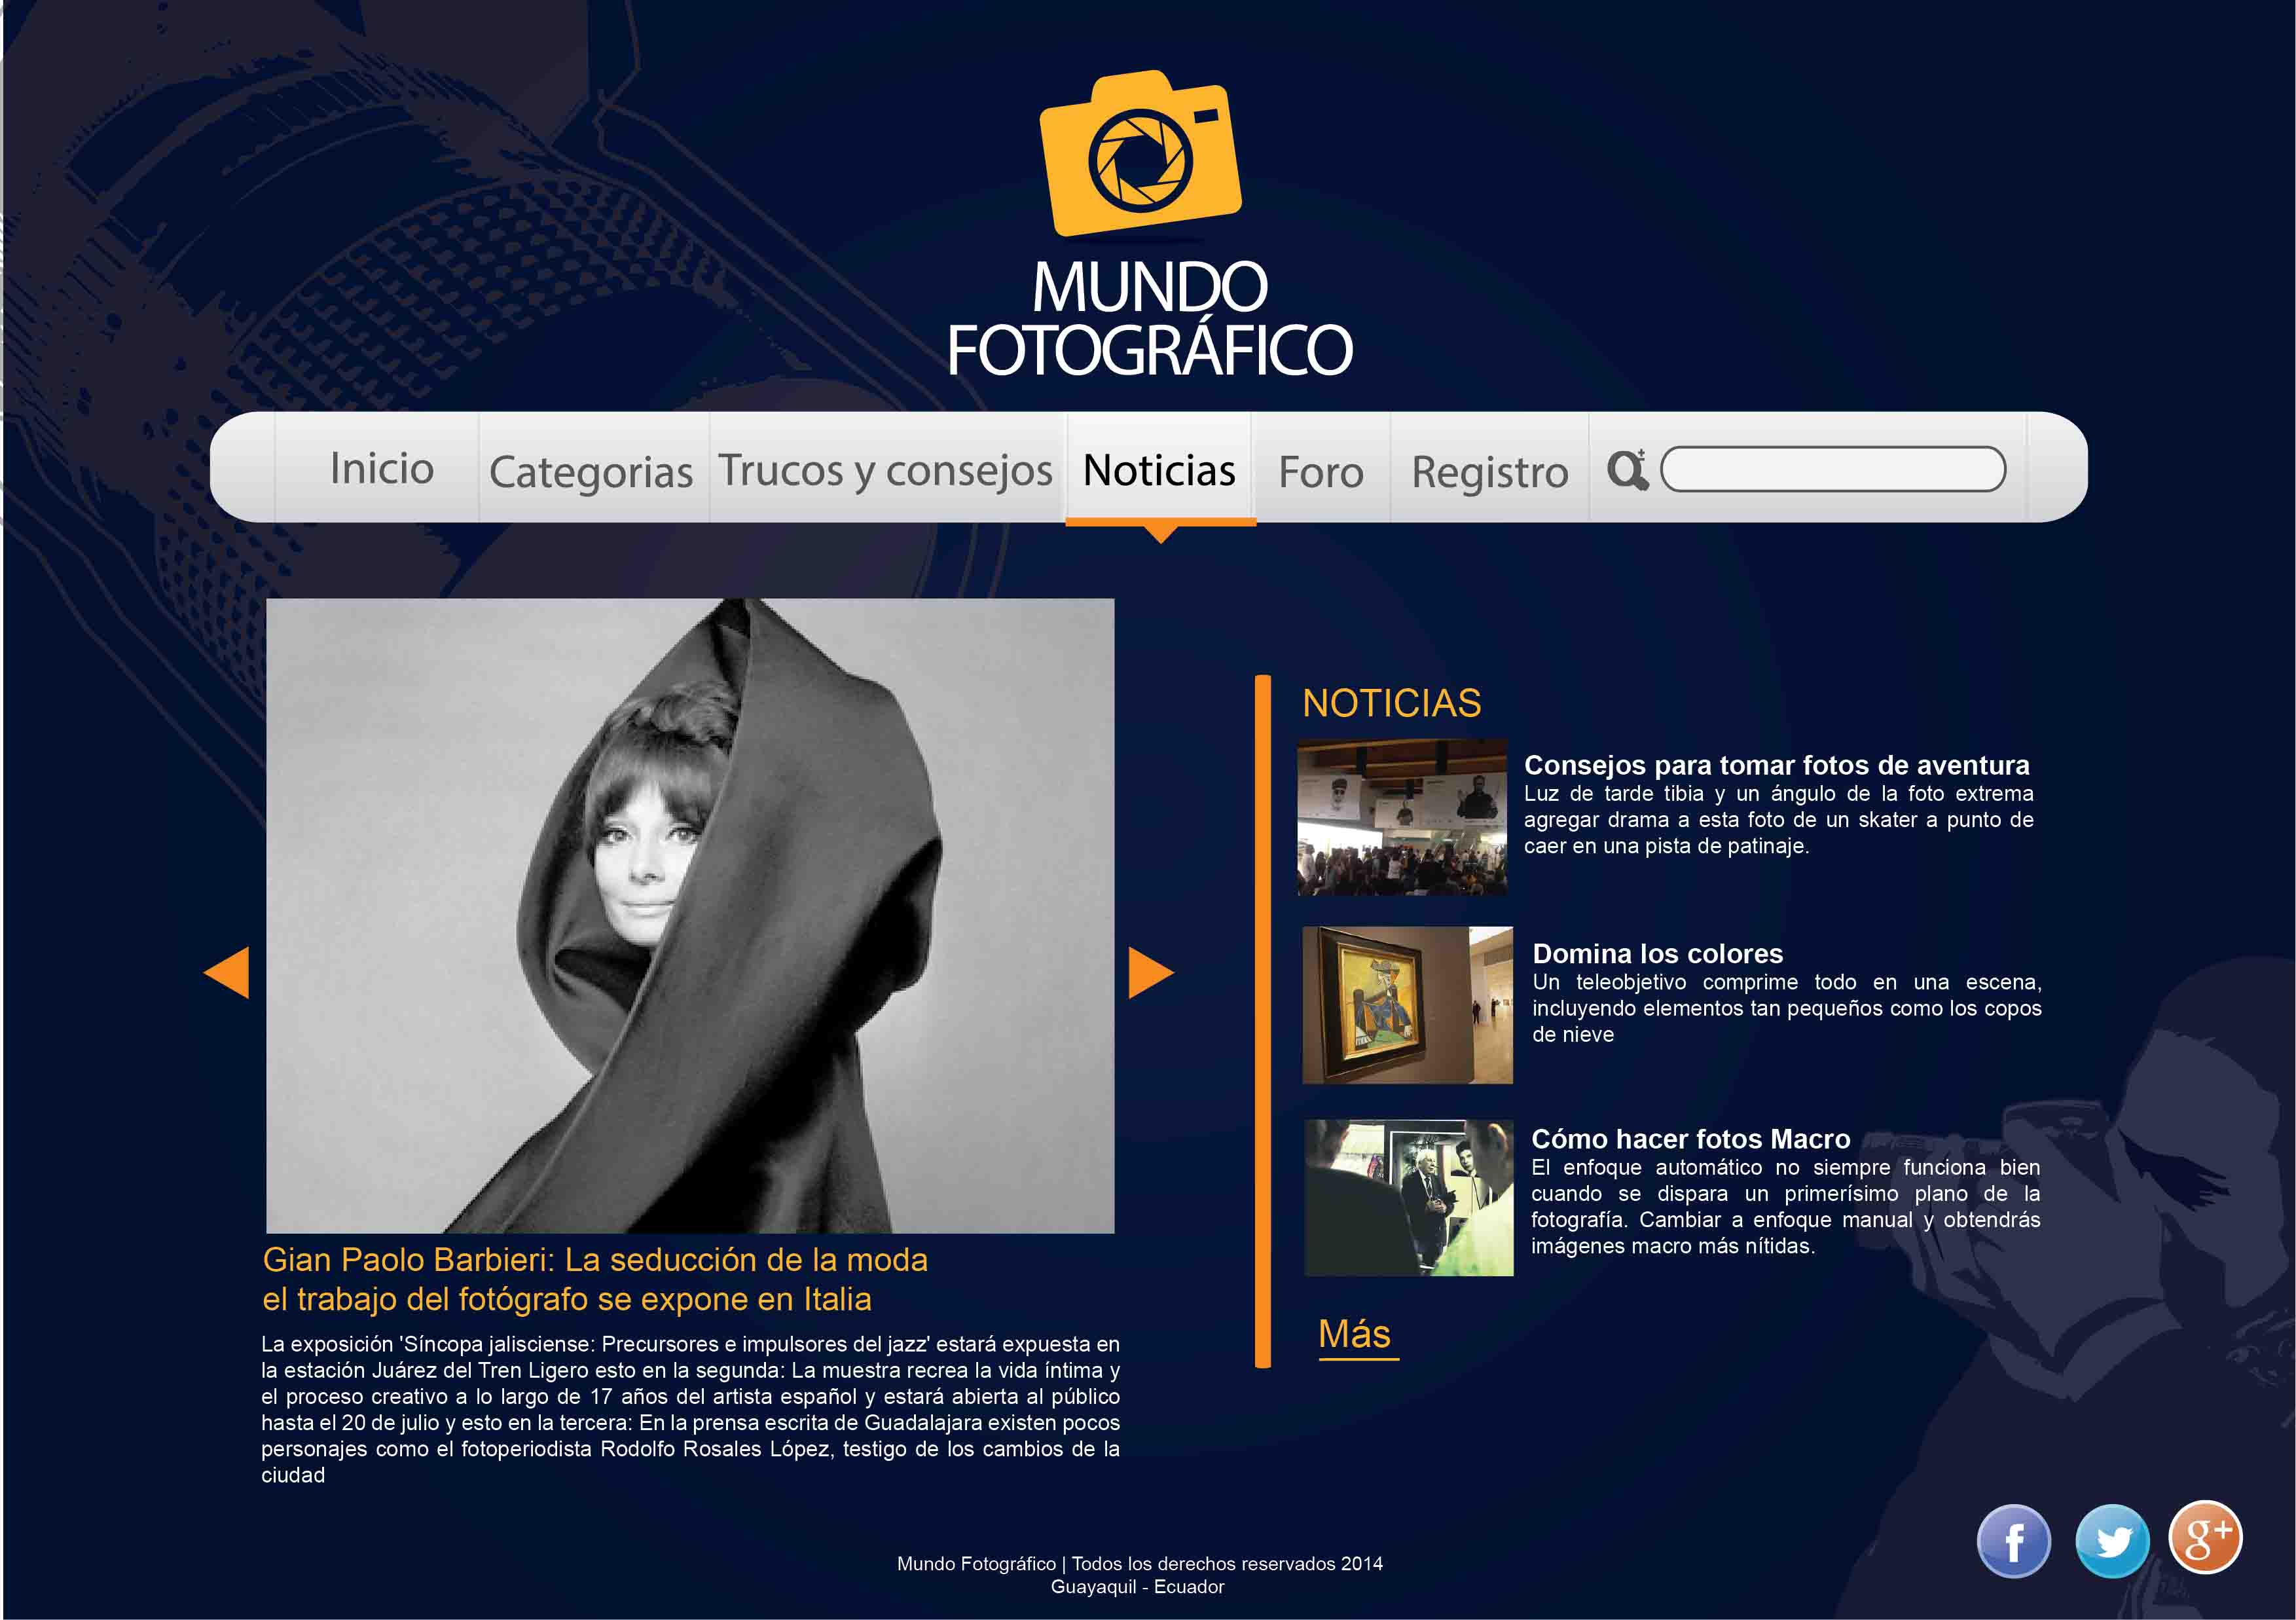 MUNDO
FOTOGRÁFICO
Inicio
Categorias
Trucos y consejos
Noticias
Foro
Registro
Gian Paolo Barbieri: La seducción de la moda
el trabajo del fotógrafo se expone en Italia
La exposición 'Síncopa jalisciense: Precursores e impulsores del jazz' estará expuesta en
la estación Juárez del Tren Ligero esto en la segunda: La muestra recrea la vida íntima y
el proceso creativo a lo largo de 17 años del artista español y estará abierta al público
hasta el 20 de julio y esto en la tercera: En la prensa escrita de Guadalajara existen pocos
personajes como el fotoperiodista Rodolfo Rosales López, testigo de los cambios de la
ciudad
NOTICIAS
Consejos para tomar fotos de aventura
Luz de tarde tibia y un ángulo de la foto extrema
agregar drama a esta foto de un skater a punto de
caer en una pista de patinaje.
Domina los colores
Un teleobjetivo comprime todo en una escena,
incluyendo elementos tan pequeños como los copos
de nieve
Cómo hacer fotos Macro
El enfoque automático no siempre funciona bien
cuando se dispara un primerísimo plano de la
fotografía. Cambiar a enfoque manual y obtendrás
imágenes macro más nítidas.
Más
f
g+
Mundo Fotográfico | Todos los derechos reservados 2014
Guayaquil - Ecuador